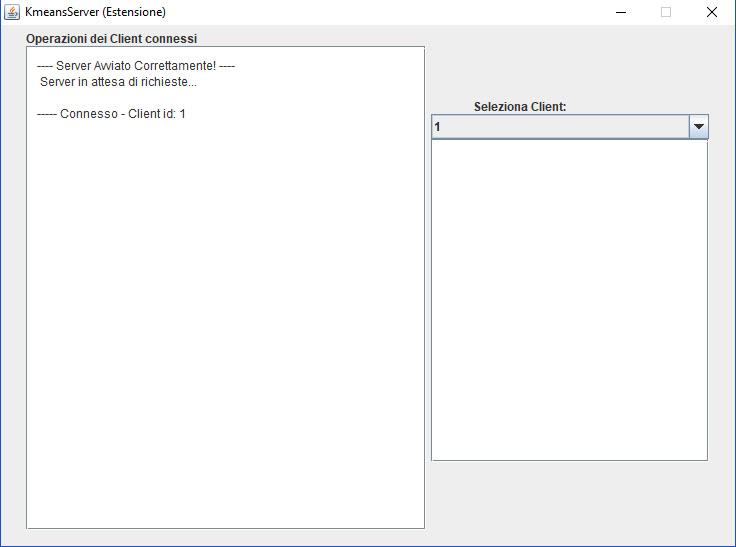 KmeansServer (Estensione)
Operazioni dei Client connessi
---- Server Avviato Correttamente! ----
Server in attesa di richieste...
----- Connesso - Client id: 1
Seleziona Client:
1